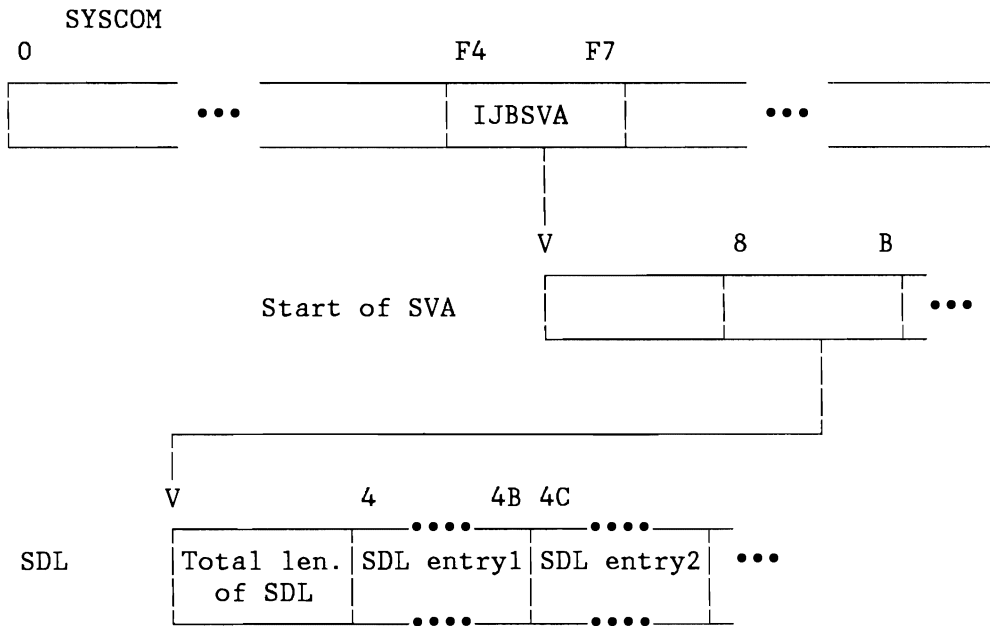 SYSCOM
0 F4 F7
••• IJBSVA •••
V 8 B
Start of SVA •••
V 4 4B 4C
•••• ••••
SDL Total len. SDL entry1 SDL entry2 •••
of SDL
•••• ••••